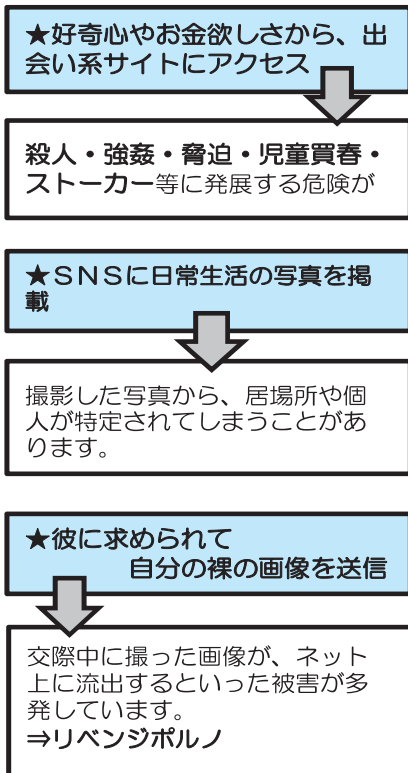 ★好奇心やお金欲しさから、出
会い系サイトにアクセス
殺人・強姦・脅迫・児童買春・
ストーカー等に発展する危険が
★ＳＮＳに日常生活の写真を掲
載
撮影した写真から、居場所や個
人が特定されてしまうことがあ
ります。
★彼に求められて
自分の裸の画像を送信
交際中に撮った画像が、ネット
上に流出するといった被害が多
発しています。
⇒リベンジポルノ